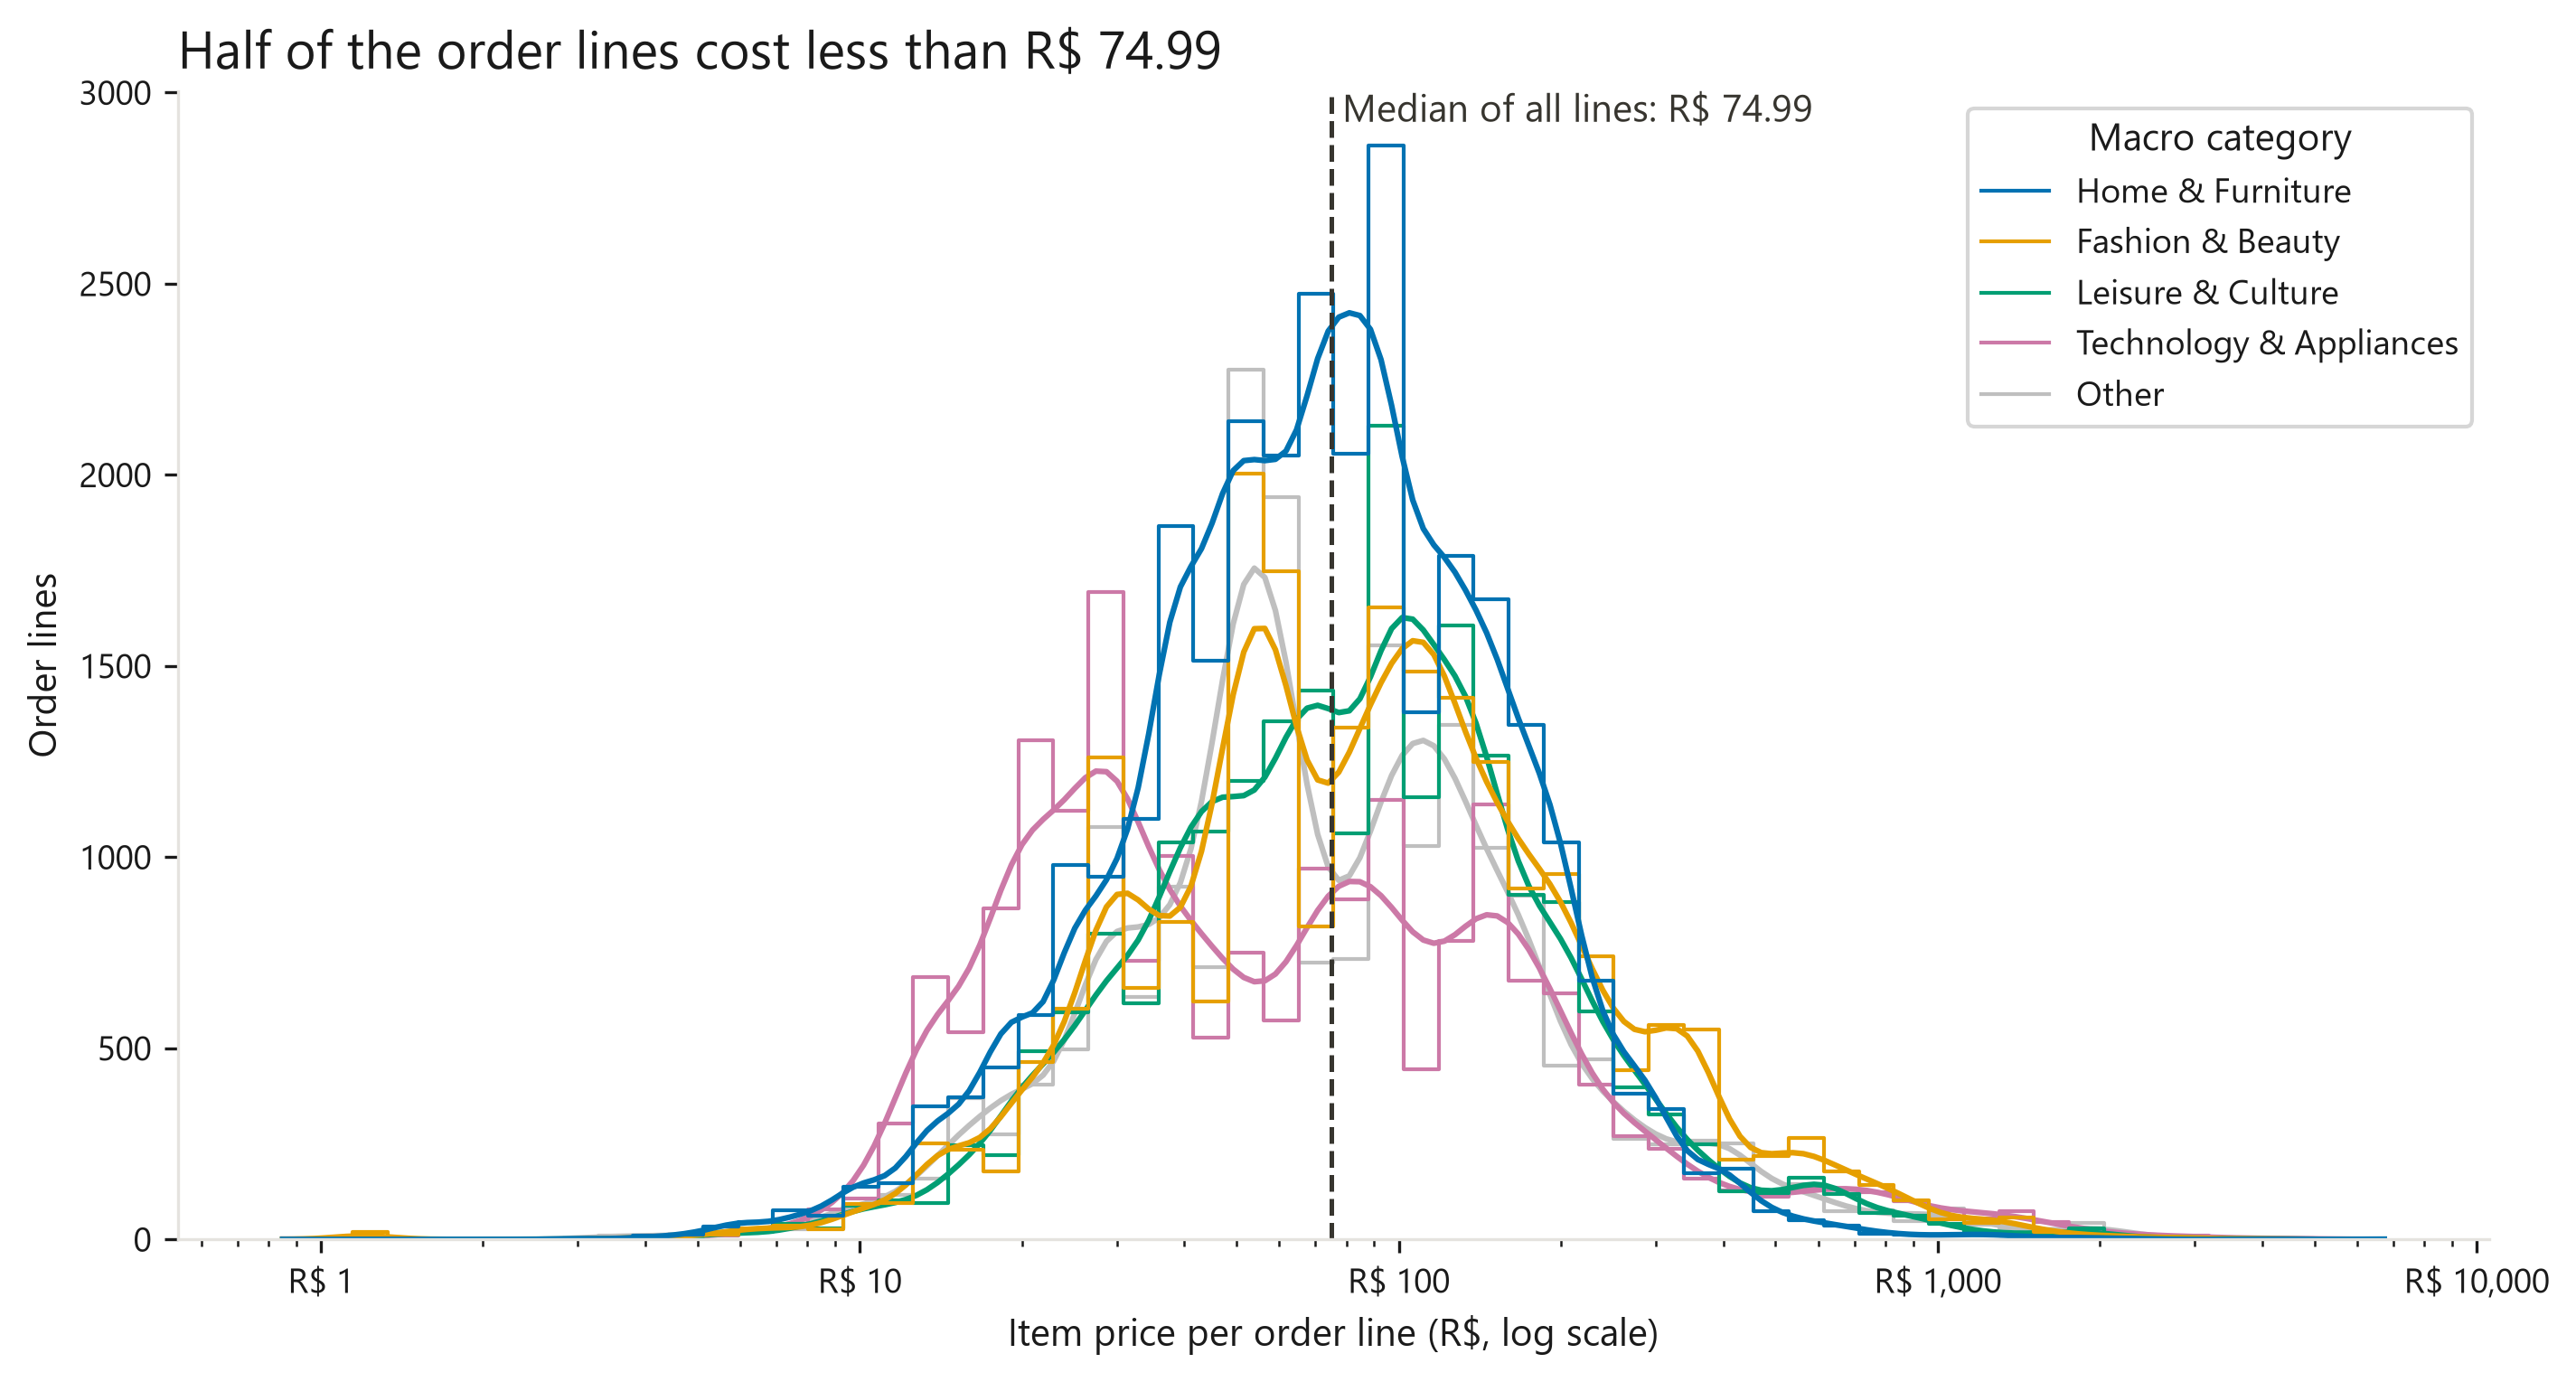 Half of the order lines cost less than R$ 74.99
Median of all lines: R$ 74.99
Macro category
Home & Furniture
Fashion & Beauty
Leisure & Culture
Technology & Appliances
Other
Order lines
3000
2500
2000
1500
1000
500
0
R$ 1 R$ 10 R$ 100 R$ 1,000 R$ 10,000
Item price per order line (R$, log scale)